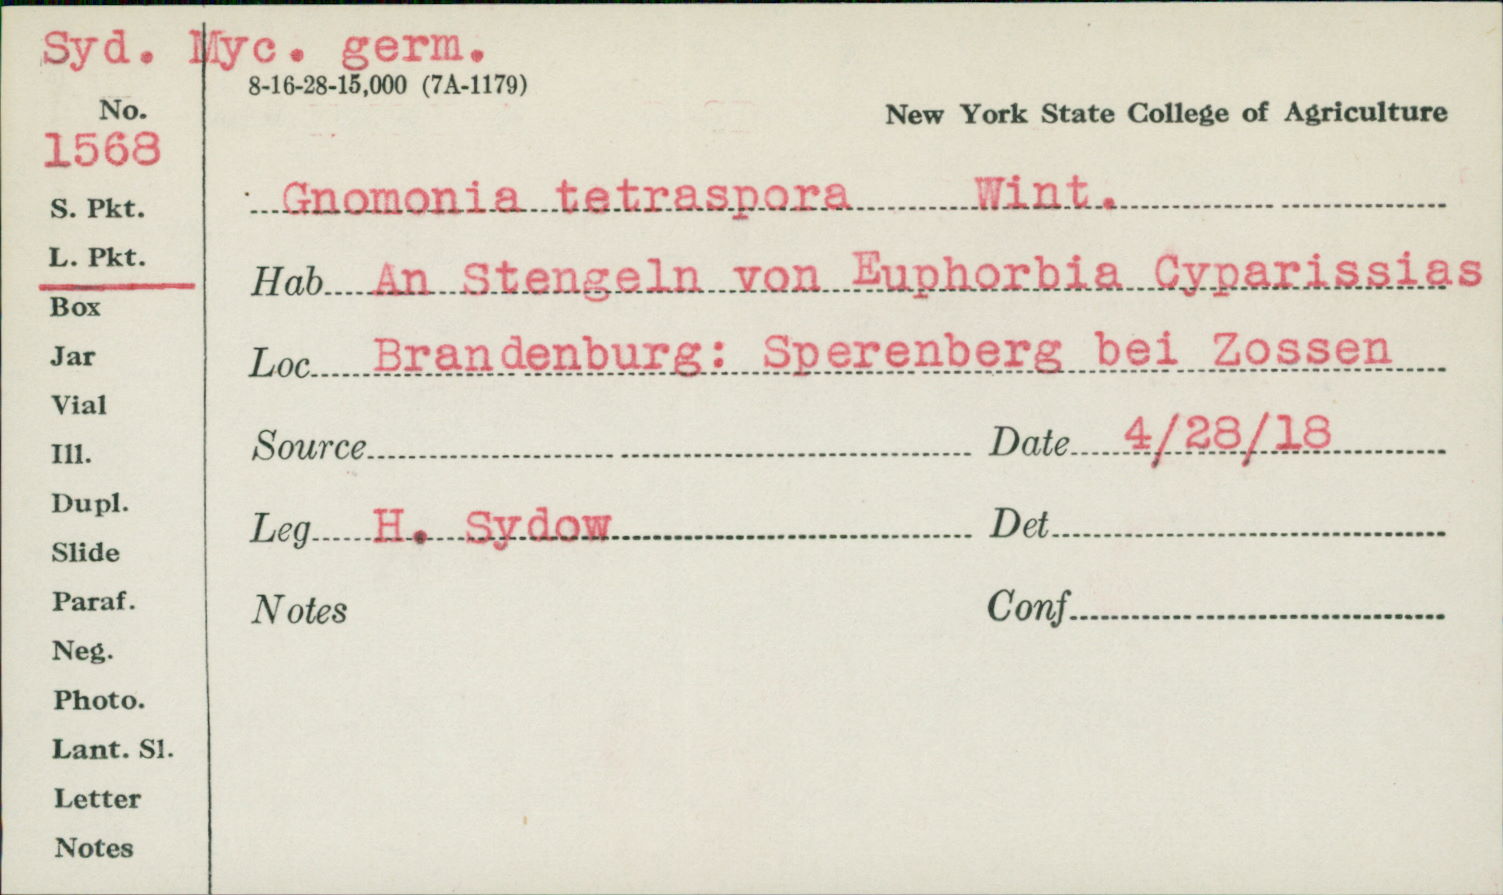 Syd. Myc. germ.
8-16-28-15,000 (7A-1179)
No.
New York State College of Agriculture
1568
S. Pkt.
Gnomonia tetraspora Wint.
L. Pkt.
Hab An Stengeln von Euphorbia Cyparissias
Box
Jar
Loc Brandenburg: Sperenberg bei Zossen
Vial
Ill.
Source Date 4/28/18
Dupl.
Leg H. Sydow Det
Slide
Paraf.
Notes Conf
Neg.
Photo.
Lant. Sl.
Letter
Notes